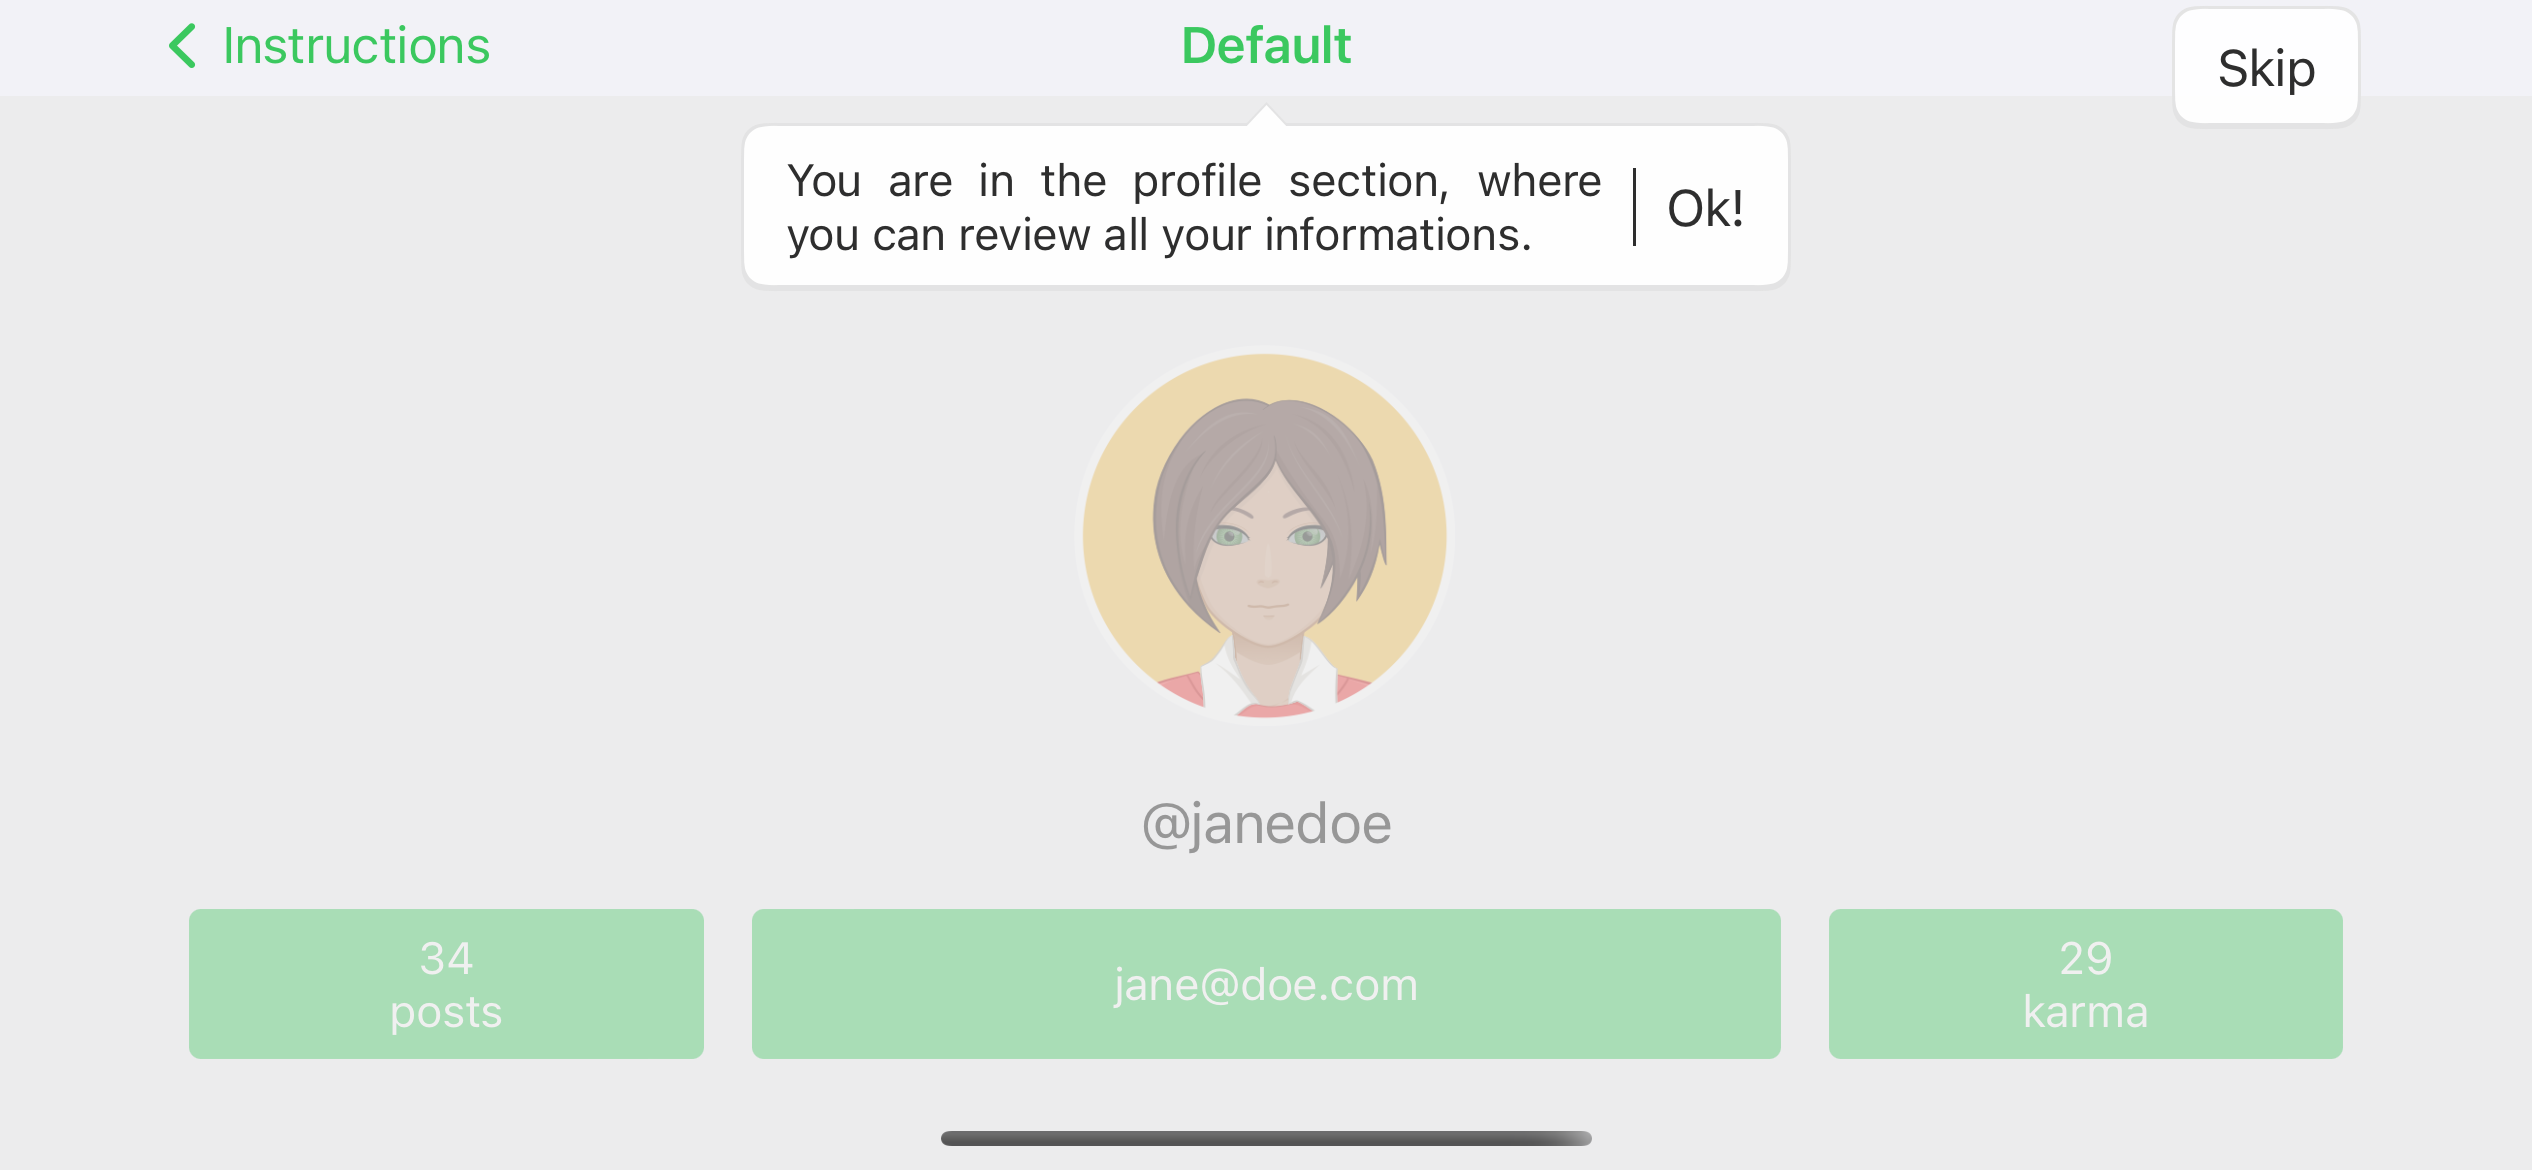 Instructions
Default
Skip
You are in the profile section, where
you can review all your informations.
Ok!
@janedoe
34
posts
jane@doe.com
29
karma